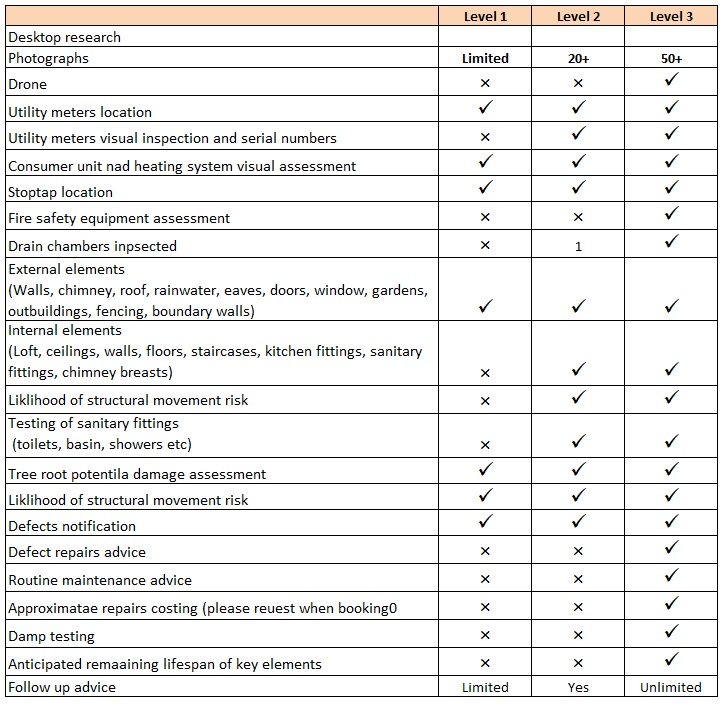 Level 1 Level 2 Level 3
Desktop research
Photographs Limited 20+ 50+
Drone × × ✓
Utility meters location ✓ ✓ ✓
Utility meters visual inspection and serial numbers × ✓ ✓
Consumer unit nad heating system visual assessment ✓ ✓ ✓
Stoptap location ✓ ✓ ✓
Fire safety equipment assessment × × ✓
Drain chambers inpsected × 1 ✓
External elements
(Walls, chimney, roof, rainwater, eaves, doors, window, gardens,
outbuildings, fencing, boundary walls) ✓ ✓ ✓
Internal elements
(Loft, ceilings, walls, floors, staircases, kitchen fittings, sanitary
fittings, chimney breasts) × ✓ ✓
Liklihood of structural movement risk × ✓ ✓
Testing of sanitary fittings
(toilets, basin, showers etc) × ✓ ✓
Tree root potentila damage assessment ✓ ✓ ✓
Liklihood of structural movement risk ✓ ✓ ✓
Defects notification ✓ ✓ ✓
Defect repairs advice × × ✓
Routine maintenance advice × × ✓
Approximatae repairs costing (please reuest when booking0 × × ✓
Damp testing × × ✓
Anticipated remaaining lifespan of key elements × × ✓
Follow up advice Limited Yes Unlimited